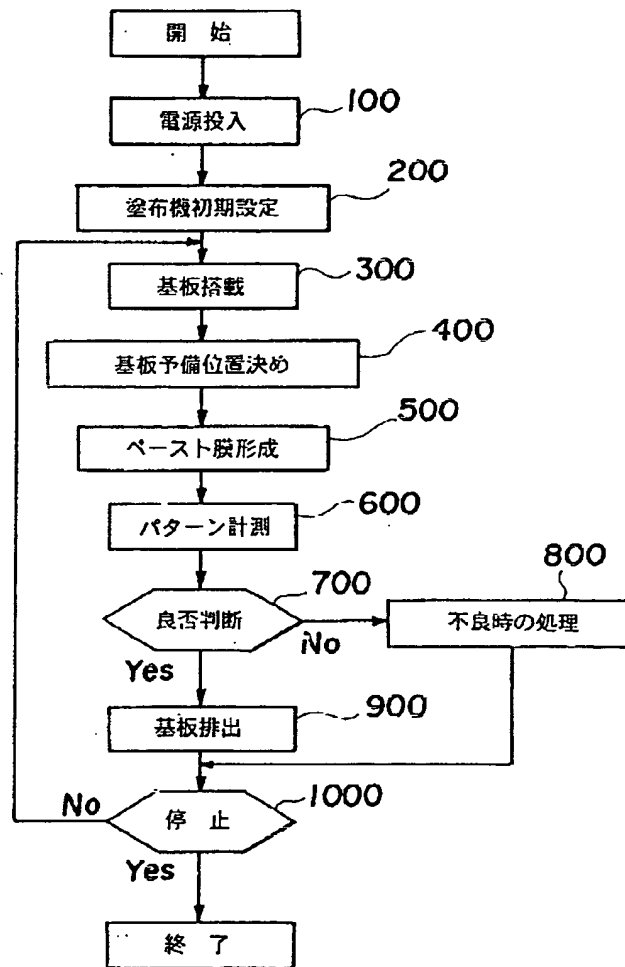 開 始
100
電源投入
200
塗布機初期設定
300
基板搭載
400
基板予備位置決め
500
ペースト膜形成
600
パターン計測
700
良否判断
No
Yes
800
不良時の処理
900
基板排出
1000
停 止
No
Yes
終 了